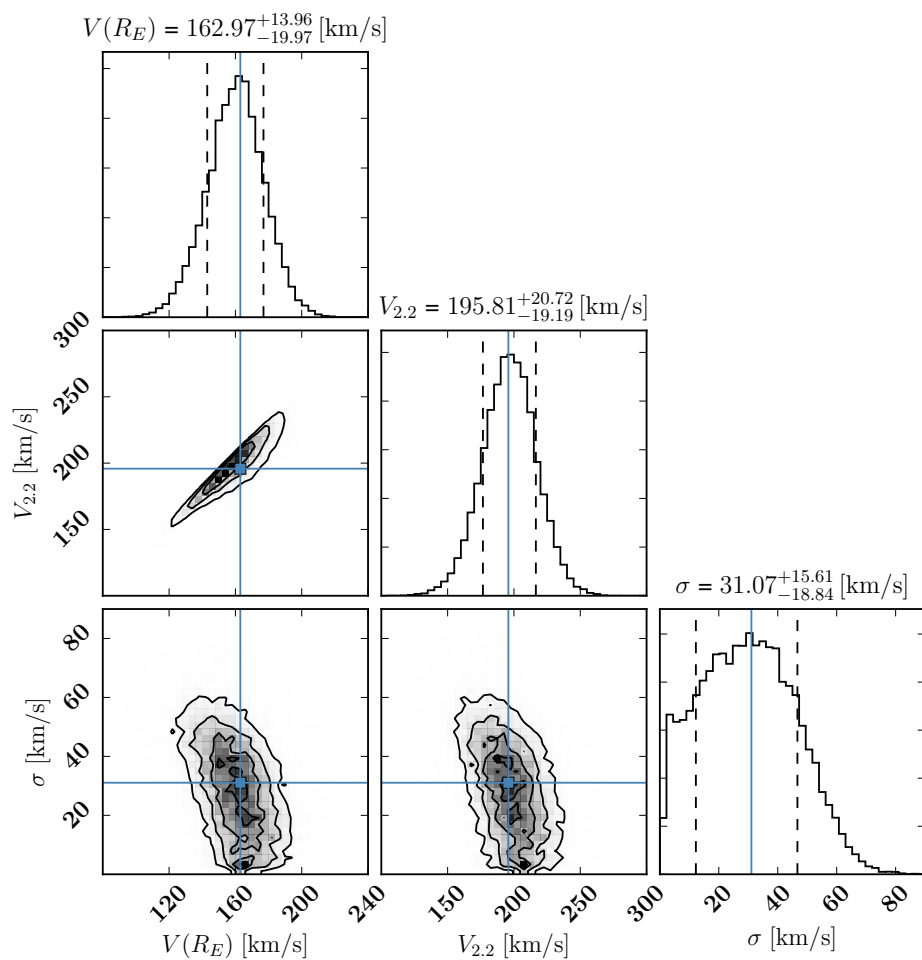 V(R_E) = 162.97^{+13.96}_{-19.97} [km/s]
V_{2.2} = 195.81^{+20.72}_{-19.19} [km/s]
300
250
200
150
V_{2.2} [km/s]
σ = 31.07^{+15.61}_{-18.84} [km/s]
80
60
40
20
σ [km/s]
120
160
200
240
V(R_E) [km/s]
150
200
250
300
V_{2.2} [km/s]
20
40
60
80
σ [km/s]